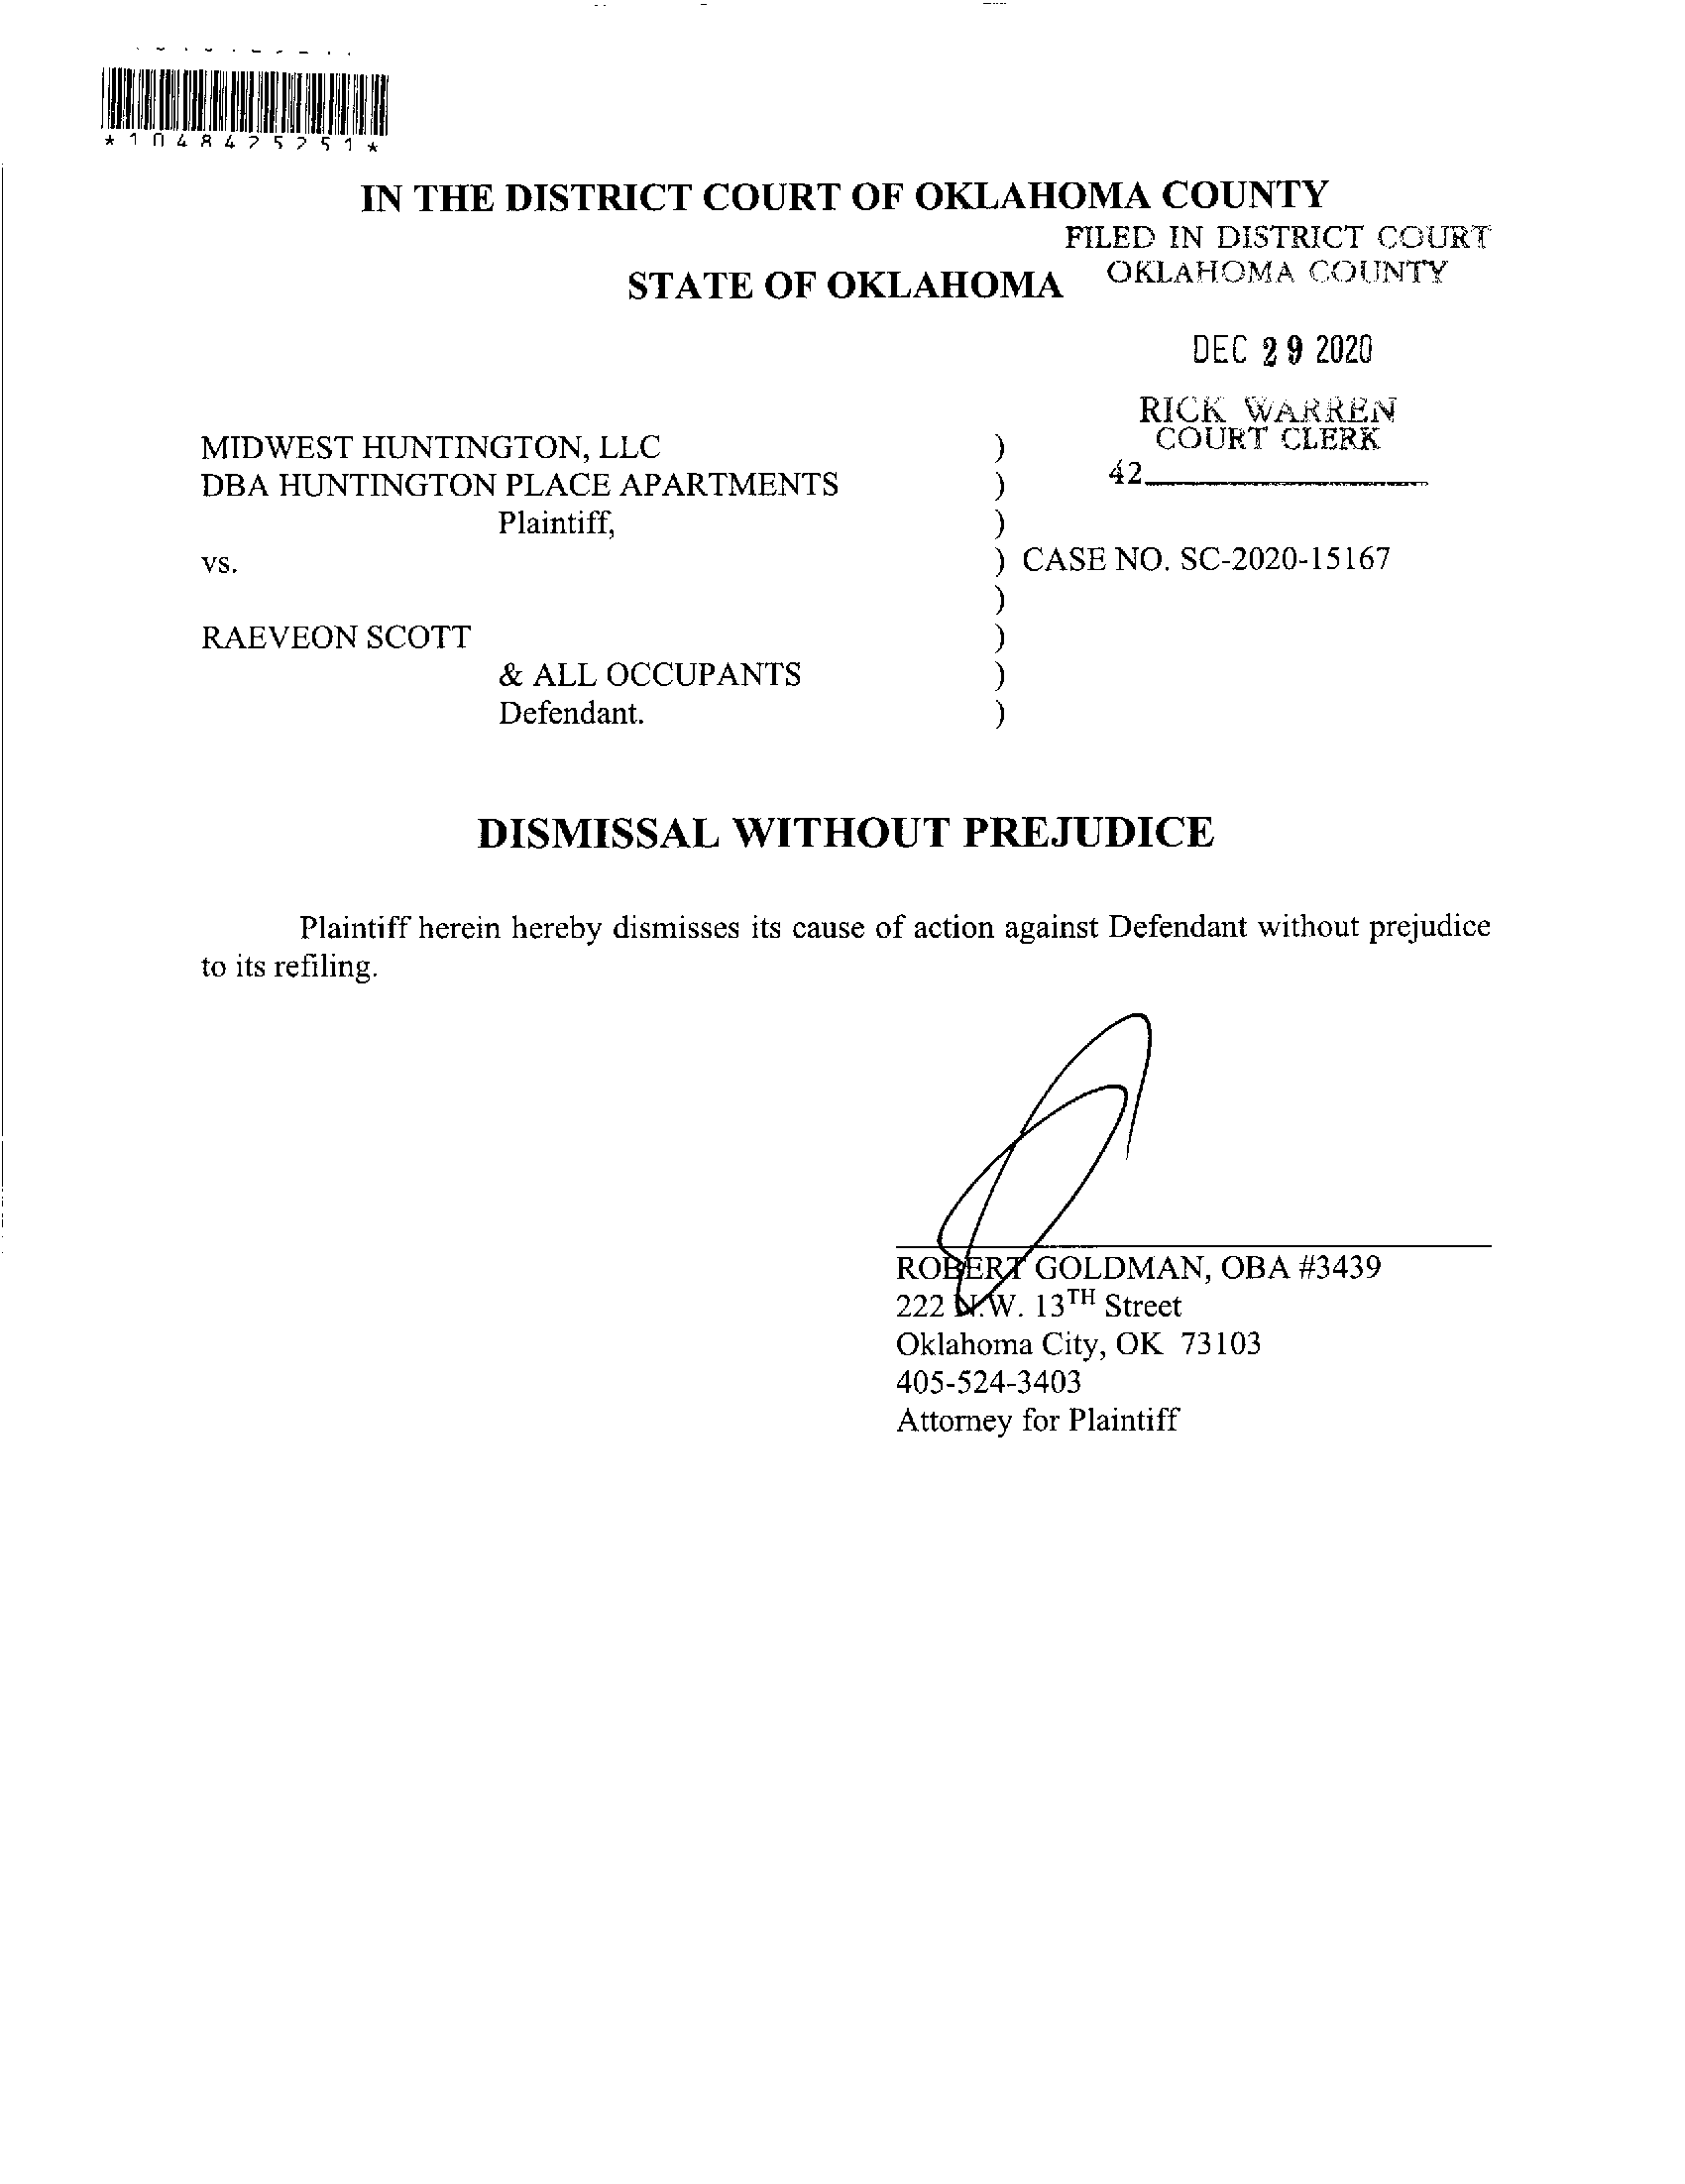 *1048425251*
IN THE DISTRICT COURT OF OKLAHOMA COUNTY
FILED IN DISTRICT COURT
OKLAHOMA COUNTY
STATE OF OKLAHOMA
DEC 29 2020
RICK WARREN
COURT CLERK
42
MIDWEST HUNTINGTON, LLC )
DBA HUNTINGTON PLACE APARTMENTS )
Plaintiff, )
vs. ) CASE NO. SC-2020-15167
)
RAEVEON SCOTT )
& ALL OCCUPANTS )
Defendant. )
DISMISSAL WITHOUT PREJUDICE
Plaintiff herein hereby dismisses its cause of action against Defendant without prejudice
to its refiling.
ROBERT GOLDMAN, OBA #3439
222 N.W. 13TH Street
Oklahoma City, OK 73103
405-524-3403
Attorney for Plaintiff